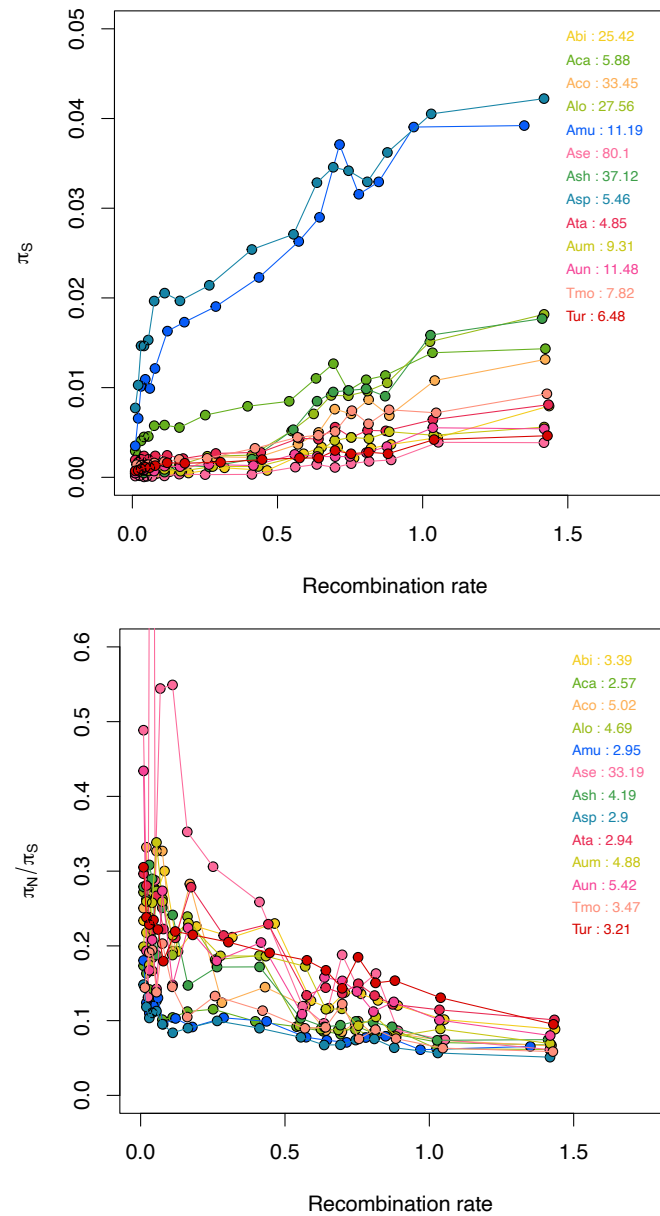 0.05
0.04
0.03
0.02
0.01
0.00
πS
Abi : 25.42
Aca : 5.88
Aco : 33.45
Alo : 27.56
Amu : 11.19
Ase : 80.1
Ash : 37.12
Asp : 5.46
Ata : 4.85
Aum : 9.31
Aun : 11.48
Tmo : 7.82
Tur : 6.48
0.0 0.5 1.0 1.5
Recombination rate
0.6
0.5
0.4
0.3
0.2
0.1
0.0
πN/πS
Abi : 3.39
Aca : 2.57
Aco : 5.02
Alo : 4.69
Amu : 2.95
Ase : 33.19
Ash : 4.19
Asp : 2.9
Ata : 2.94
Aum : 4.88
Aun : 5.42
Tmo : 3.47
Tur : 3.21
0.0 0.5 1.0 1.5
Recombination rate